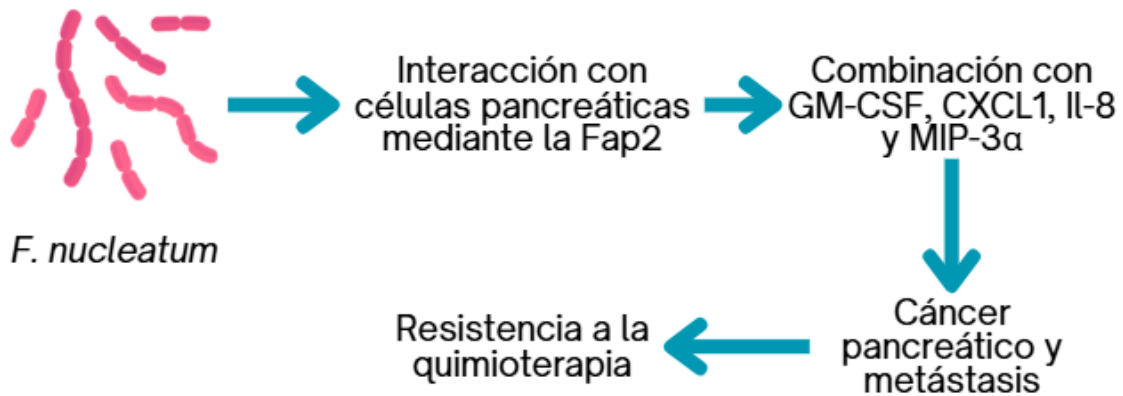 F. nucleatum
Interacción con
células pancreáticas
mediante la Fap2
Combinación con
GM-CSF, CXCL1, Il-8
y MIP-3α
Cáncer
pancreático y
metástasis
Resistencia a la
quimioterapia